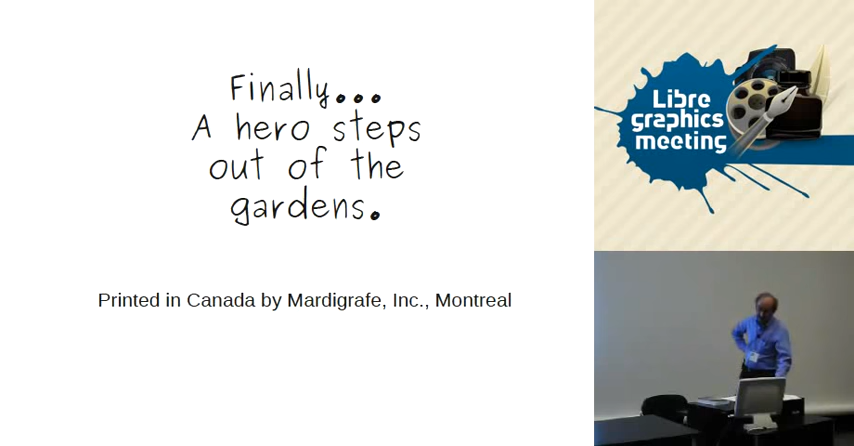 Finally...
A hero steps
out of the
gardens.
Printed in Canada by Mardigrafe, Inc., Montreal
Libre
graphics
meeting